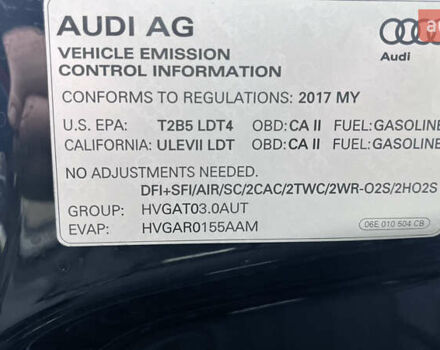 AUDI AG
VEHICLE EMISSION
CONTROL INFORMATION
Audi
CONFORMS TO REGULATIONS: 2017 MY
U.S. EPA: T2B5 LDT4 OBD: CA II FUEL: GASOLINE
CALIFORNIA: ULEVII LDT OBD: CA II FUEL: GASOLINE
NO ADJUSTMENTS NEEDED.
DFI+SFI/AIR/SC/2CAC/2TWC/2WR-O2S/2HO2S
GROUP: HVGAT03.0AUT
EVAP: HVGAR0155AAM
06E 010 504 CB